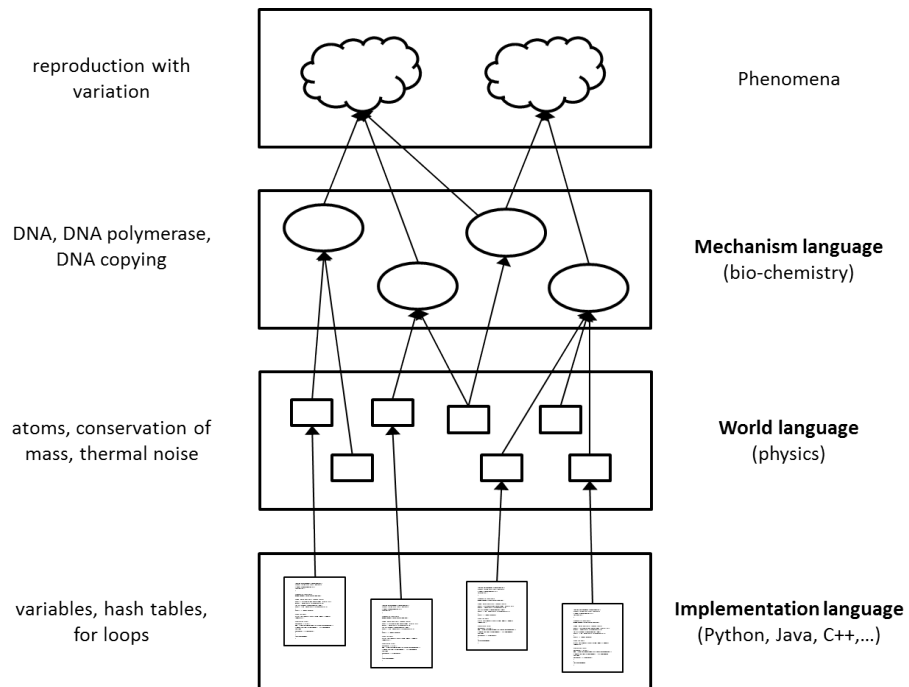 reproduction with
variation
Phenomena
DNA, DNA polymerase,
DNA copying
Mechanism language
(bio-chemistry)
atoms, conservation of
mass, thermal noise
World language
(physics)
variables, hash tables,
for loops
Implementation language
(Python, Java, C++,...)